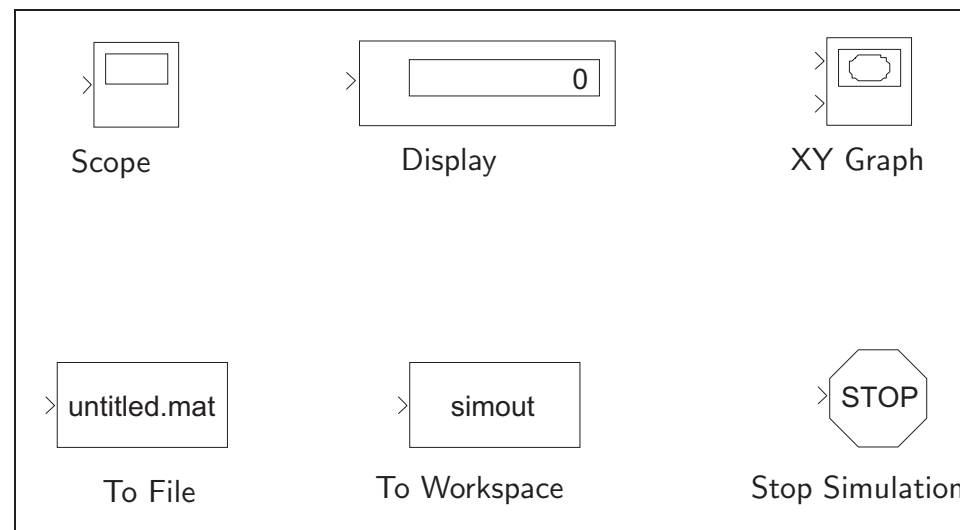 0
Scope
Display
XY Graph
untitled.mat
simout
STOP
To File
To Workspace
Stop Simulation